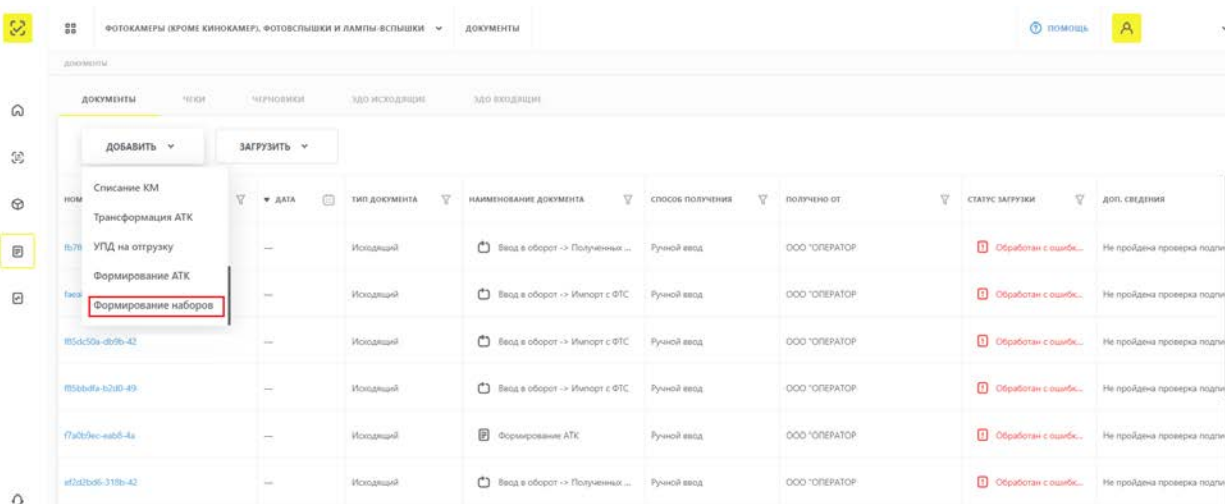 ФОТОКАМЕРЫ (КРОМЕ КИНОКАМЕР), ФОТОВСПЫШКИ И ЛАМПЫ-ВСПЫШКИ ДОКУМЕНТЫ ПОМОЩЬ
ДОКУМЕНТЫ
ДОКУМЕНТЫ ЧЕКИ ЧЕРНОВИКИ ЭДО ИСХОДЯЩИЕ ЭДО ВХОДЯЩИЕ
ДОБАВИТЬ ЗАГРУЗИТЬ
Списание КМ
Трансформация АТК
УПД на отгрузку
Формирование АТК
Формирование наборов
НОМ ДАТА ТИП ДОКУМЕНТА НАИМЕНОВАНИЕ ДОКУМЕНТА СПОСОБ ПОЛУЧЕНИЯ ПОЛУЧЕНО ОТ СТАТУС ЗАГРУЗКИ ДОП. СВЕДЕНИЯ
— Исходящий Ввод в оборот -> Полученных ... Ручной ввод ООО "ОПЕРАТОР Обработан с ошибк... Не пройдена проверка подпи
— Исходящий Ввод в оборот -> Импорт с ФТС Ручной ввод ООО "ОПЕРАТОР Обработан с ошибк... Не пройдена проверка подпи
f85dc50a-db9b-42 — Исходящий Ввод в оборот -> Импорт с ФТС Ручной ввод ООО "ОПЕРАТОР Обработан с ошибк... Не пройдена проверка подпи
f85bbdfa-b2d0-49 — Исходящий Ввод в оборот -> Импорт с ФТС Ручной ввод ООО "ОПЕРАТОР Обработан с ошибк... Не пройдена проверка подпи
f7a0b9ec-eab8-4a — Исходящий Формирование АТК Ручной ввод ООО "ОПЕРАТОР Обработан с ошибк... Не пройдена проверка подпи
ef2d2bd6-318b-42 — Исходящий Ввод в оборот -> Полученных ... Ручной ввод ООО "ОПЕРАТОР Обработан с ошибк... Не пройдена проверка подпи